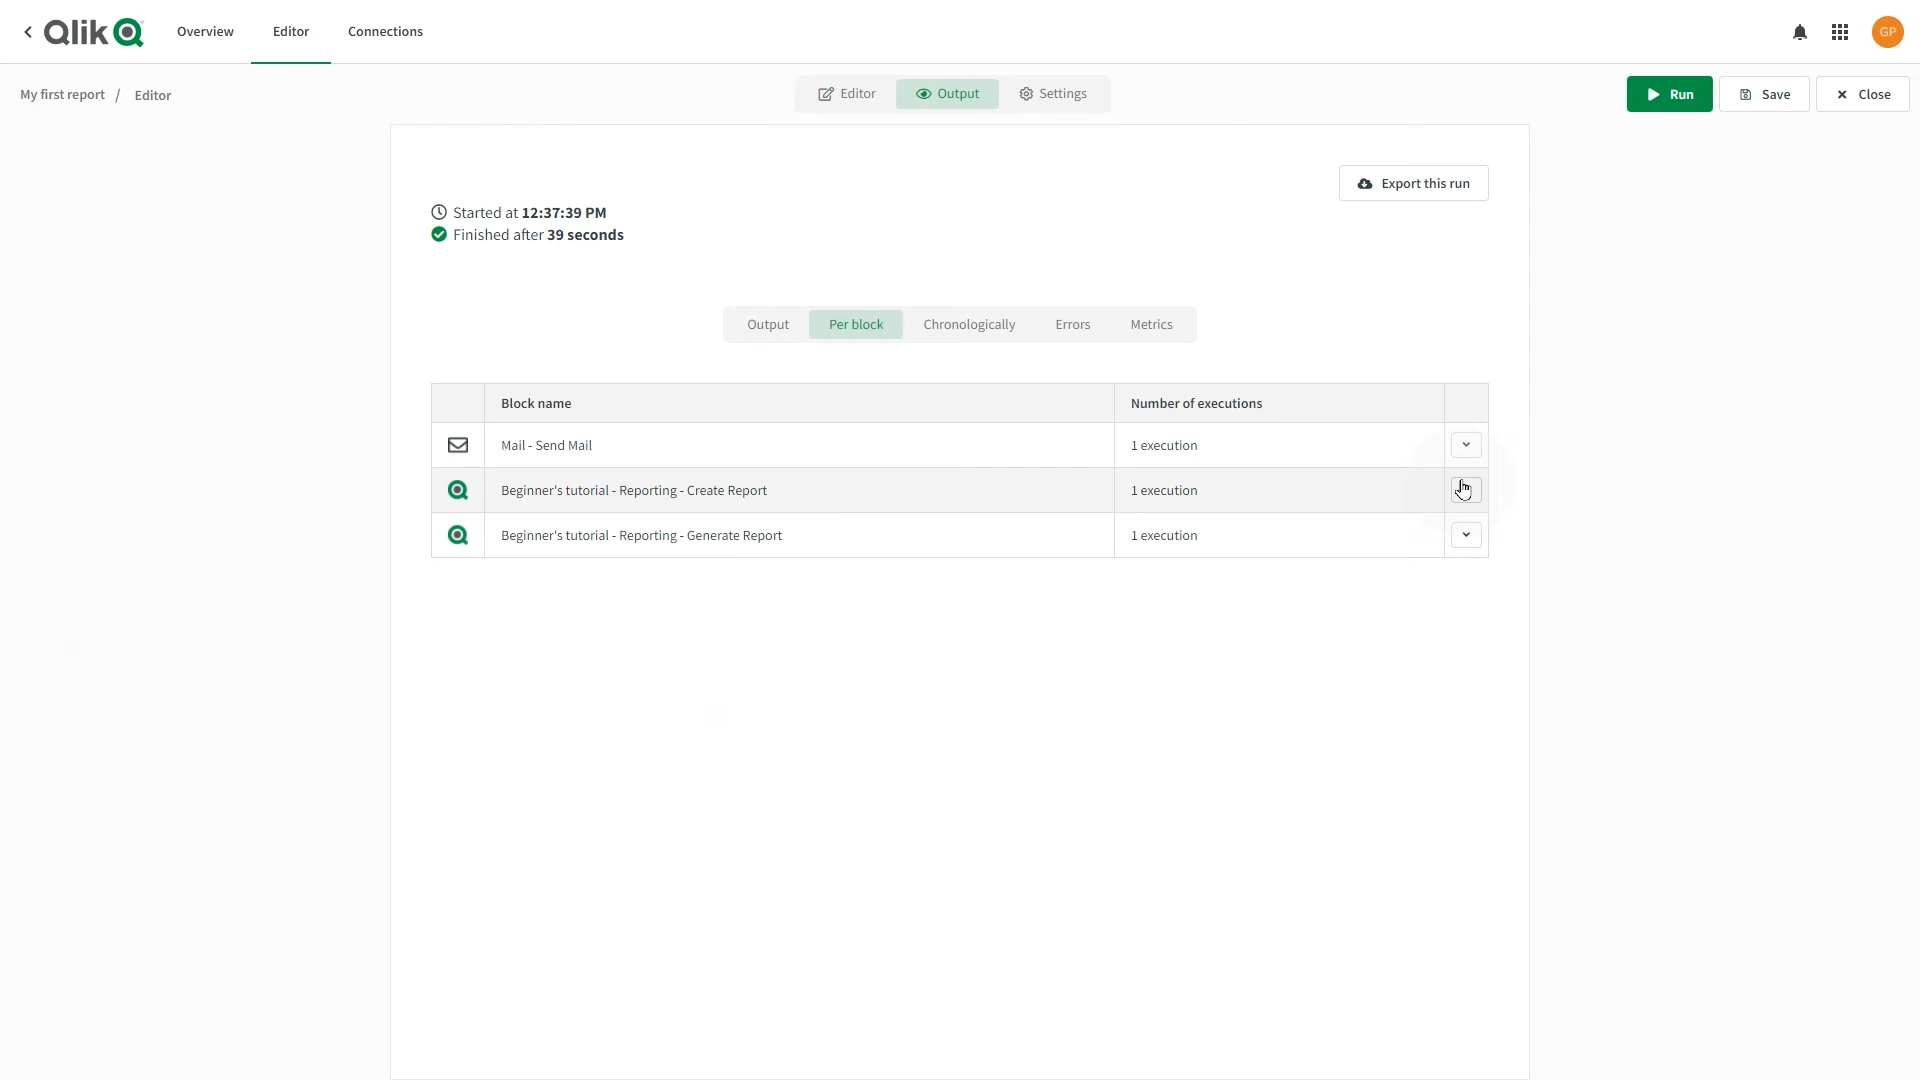 Qlik
Overview
Editor
Connections
GP
My first report / Editor
Editor
Output
Settings
Run
Save
Close
Export this run
Started at 12:37:39 PM
Finished after 39 seconds
Output
Per block
Chronologically
Errors
Metrics
Block name
Number of executions
Mail - Send Mail
1 execution
Beginner's tutorial - Reporting - Create Report
1 execution
Beginner's tutorial - Reporting - Generate Report
1 execution